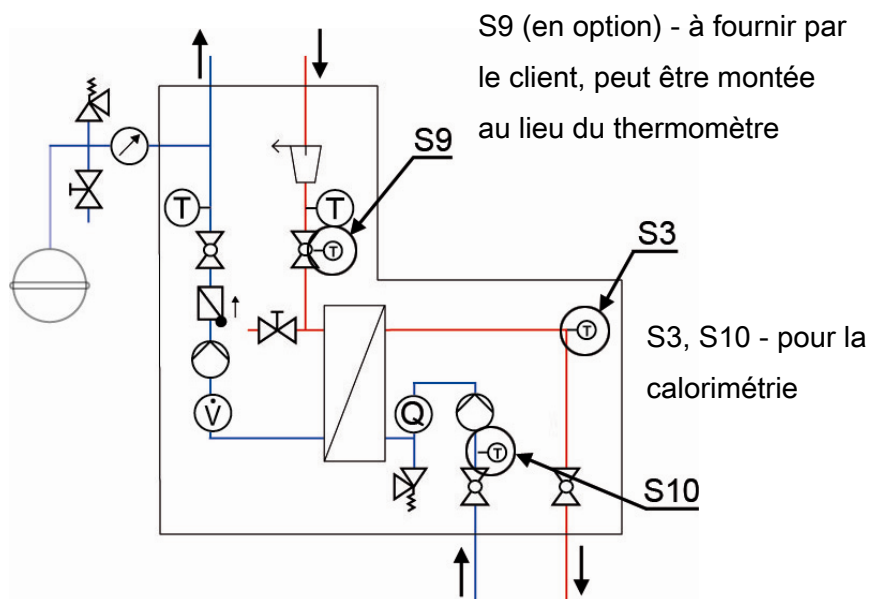 S9 (en option) - à fournir par
le client, peut être montée
au lieu du thermomètre
S9
T
T
T
S3
T
S3, S10 - pour la
calorimétrie
V̇
Q
T
S10